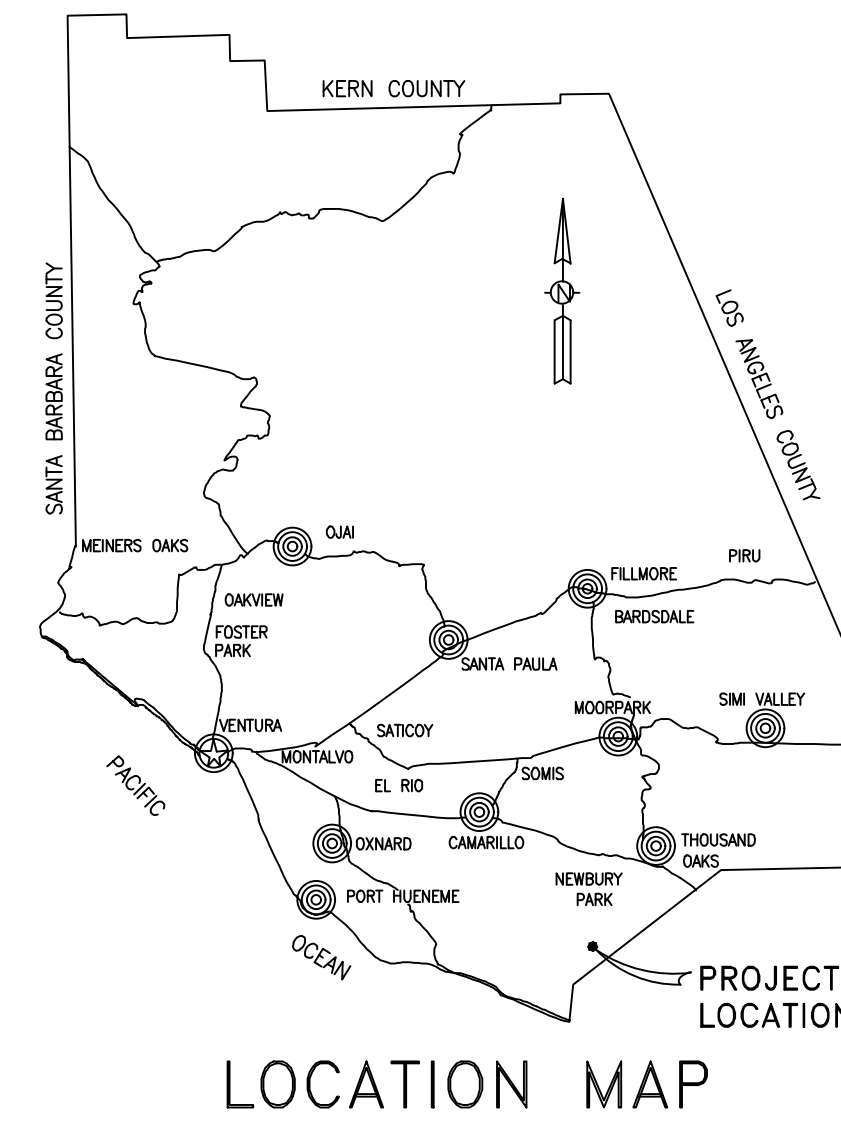 KERN COUNTY
SANTA BARBARA COUNTY
N
LOS ANGELES COUNTY
OJAI
MEINERS OAKS
PIRU
FILLMORE
OAKVIEW
BARDSDALE
FOSTER
PARK
SANTA PAULA
SIMI VALLEY
MOORPARK
VENTURA
SATICOY
MONTALVO
SOMIS
EL RIO
PACIFIC
OXNARD
CAMARILLO
THOUSAND
OAKS
NEWBURY
PARK
PORT HUENEME
OCEAN
PROJECT
LOCATION
LOCATION MAP